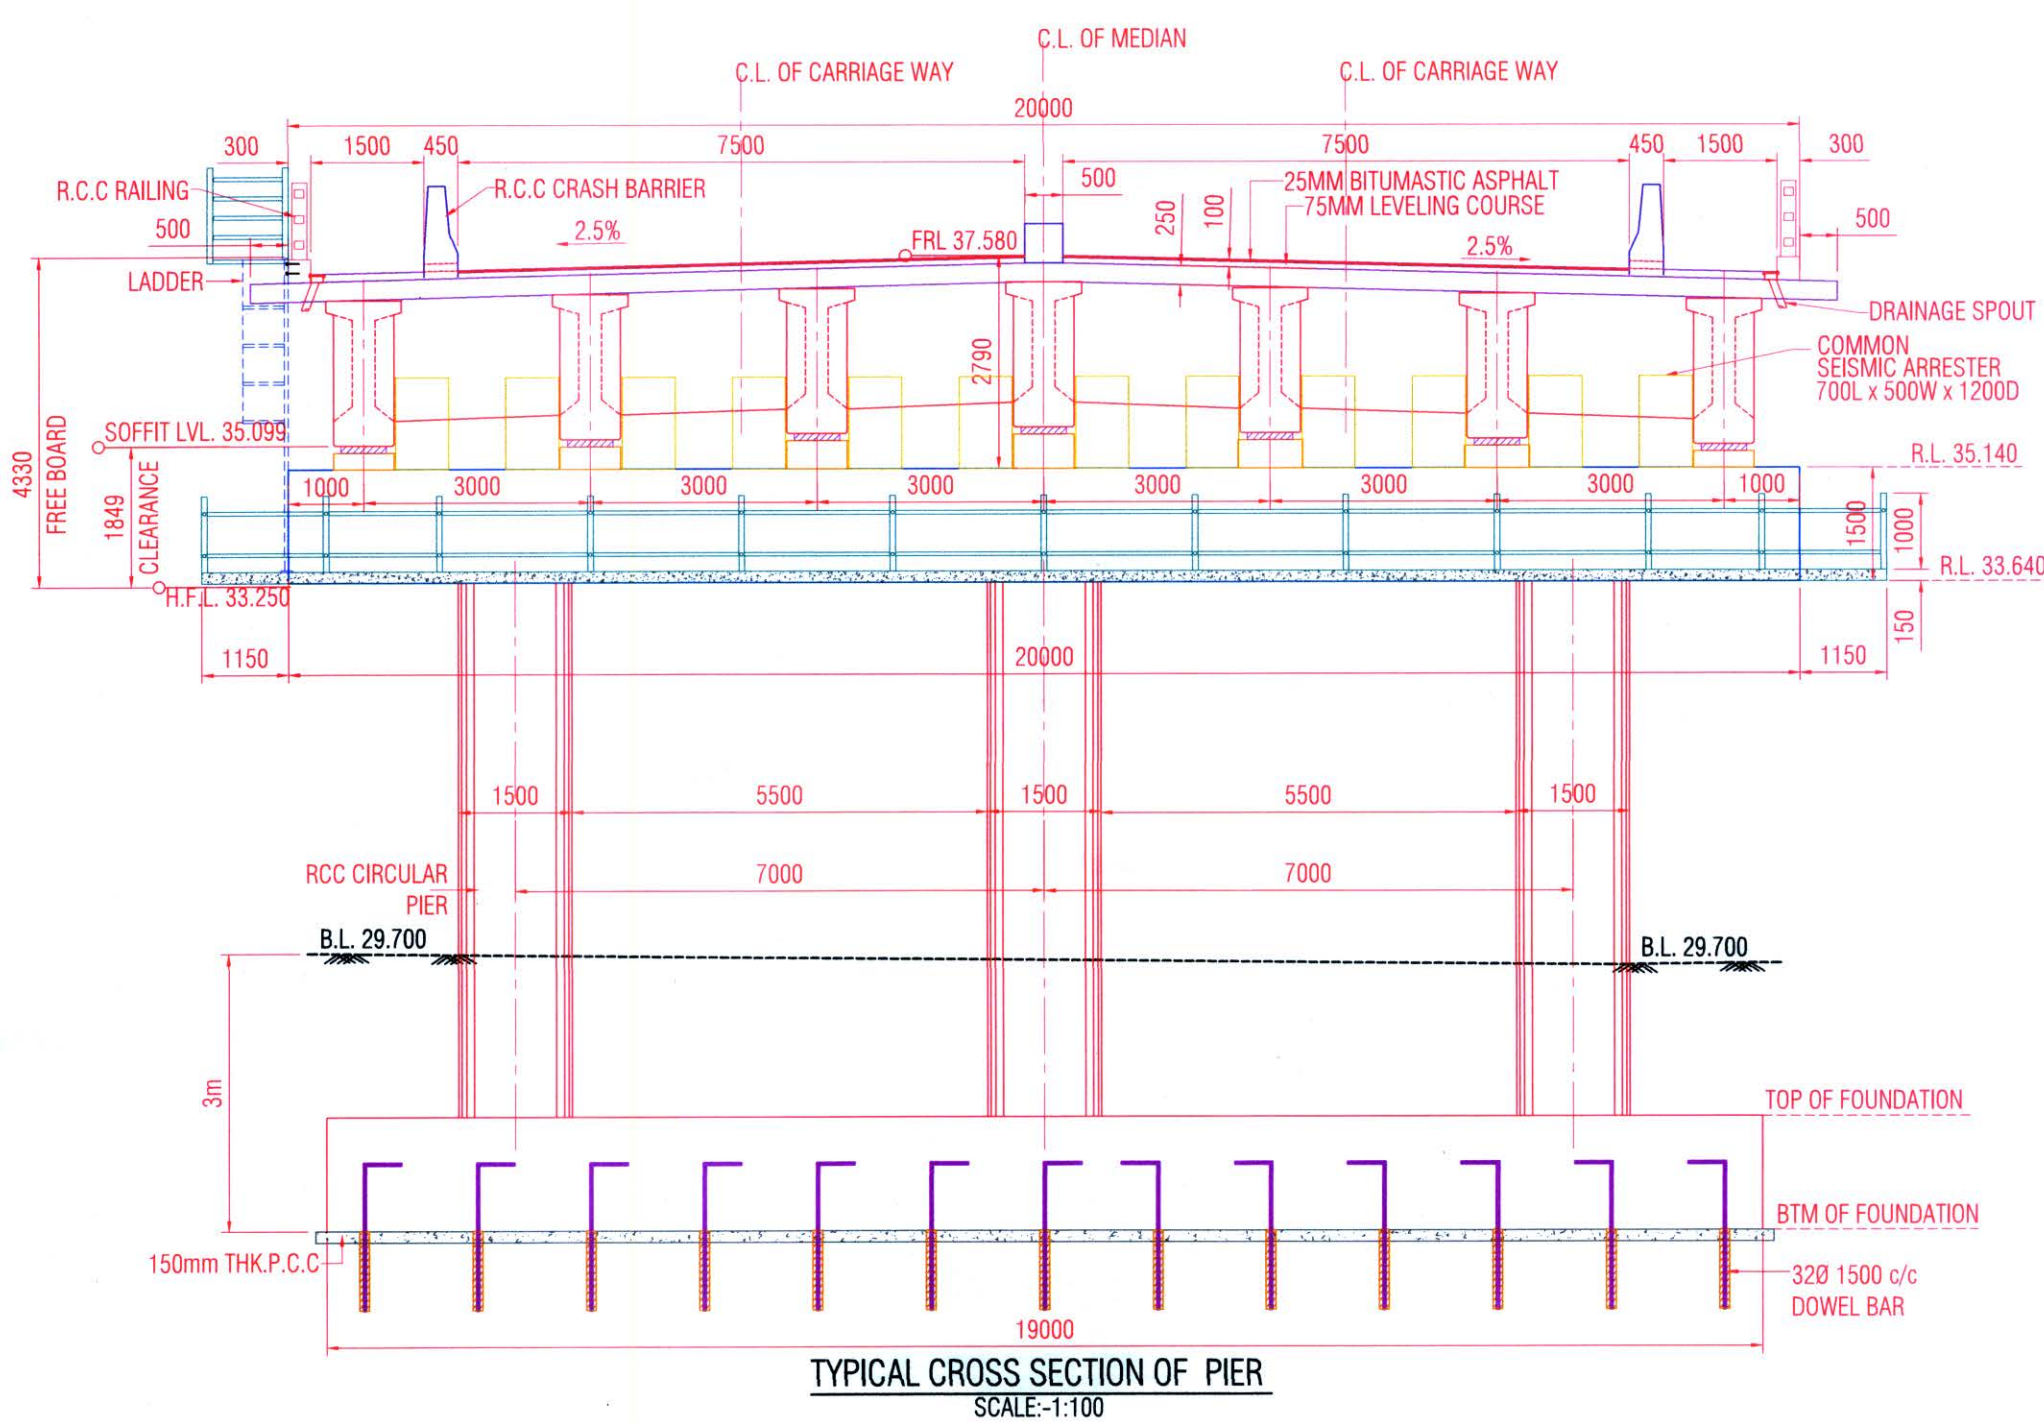 C.L. OF MEDIAN
C.L. OF CARRIAGE WAY
C.L. OF CARRIAGE WAY
20000
300
1500
450
7500
7500
450
1500
300
R.C.C RAILING
R.C.C CRASH BARRIER
500
25MM BITUMASTIC ASPHALT
75MM LEVELING COURSE
500
2.5%
FRL 37.580
250
100
2.5%
500
LADDER
DRAINAGE SPOUT
COMMON
SEISMIC ARRESTER
700L x 500W x 1200D
2790
4330
FREE BOARD
SOFFIT LVL. 35.099
1849
CLEARANCE
H.F.L. 33.250
R.L. 35.140
1000
3000
3000
3000
3000
3000
3000
1000
1500
1000
R.L. 33.640
150
1150
20000
1150
1500
5500
1500
5500
1500
RCC CIRCULAR
PIER
7000
7000
B.L. 29.700
B.L. 29.700
3m
TOP OF FOUNDATION
BTM OF FOUNDATION
150mm THK.P.C.C
32Ø 1500 c/c
DOWEL BAR
19000
TYPICAL CROSS SECTION OF PIER
SCALE:-1:100